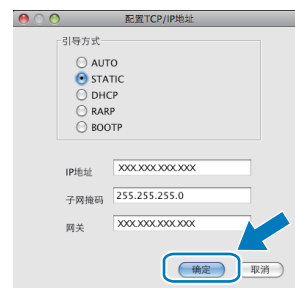 配置TCP/IP地址
引导方式
AUTO
STATIC
DHCP
RARP
BOOTP
IP地址 XXX.XXX.XXX.XXX
子网掩码 255.255.255.0
网关 XXX.XXX.XXX.XXX
确定 取消